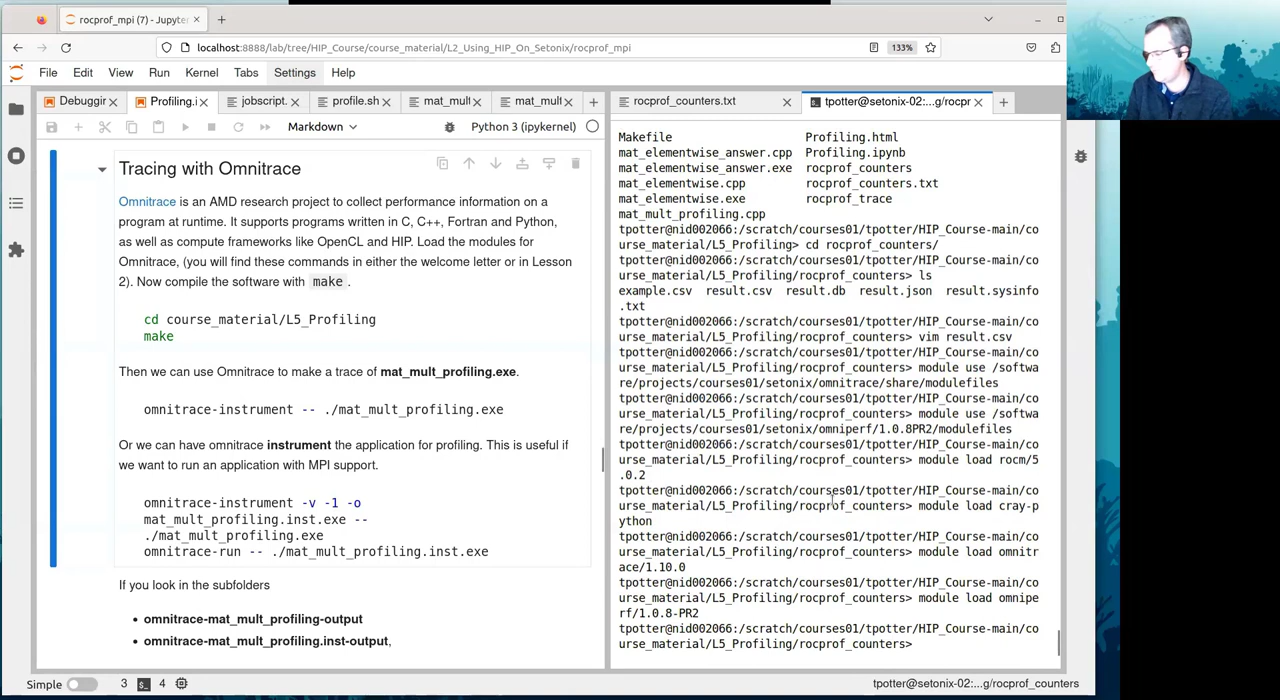 rocprof_mpi (7) - Jupyter
localhost:8888/lab/tree/HIP_Course/course_material/L2_Using_HIP_On_Setonix/rocprof_mpi
133%
File Edit View Run Kernel Tabs Settings Help
Debuggir
Profiling.i
jobscript.
profile.sh
mat_mult
mat_mult
Markdown
Python 3 (ipykernel)
Tracing with Omnitrace
Omnitrace is an AMD research project to collect performance information on a
program at runtime. It supports programs written in C, C++, Fortran and Python,
as well as compute frameworks like OpenCL and HIP. Load the modules for
Omnitrace, (you will find these commands in either the welcome letter or in Lesson
2). Now compile the software with make .
cd course_material/L5_Profiling
make
Then we can use Omnitrace to make a trace of mat_mult_profiling.exe.
omnitrace-instrument -- ./mat_mult_profiling.exe
Or we can have omnitrace instrument the application for profiling. This is useful if
we want to run an application with MPI support.
omnitrace-instrument -v -1 -o
mat_mult_profiling.inst.exe --
./mat_mult_profiling.exe
omnitrace-run -- ./mat_mult_profiling.inst.exe
If you look in the subfolders
• omnitrace-mat_mult_profiling-output
• omnitrace-mat_mult_profiling.inst-output,
rocprof_counters.txt
tpotter@setonix-02:...g/rocpr
Makefile Profiling.html
mat_elementwise_answer.cpp Profiling.ipynb
mat_elementwise_answer.exe rocprof_counters
mat_elementwise.cpp rocprof_counters.txt
mat_elementwise.exe rocprof_trace
mat_mult_profiling.cpp
tpotter@nid002066:/scratch/courses01/tpotter/HIP_Course-main/co
urse_material/L5_Profiling> cd rocprof_counters/
tpotter@nid002066:/scratch/courses01/tpotter/HIP_Course-main/co
urse_material/L5_Profiling/rocprof_counters> ls
example.csv result.csv result.db result.json result.sysinfo
.txt
tpotter@nid002066:/scratch/courses01/tpotter/HIP_Course-main/co
urse_material/L5_Profiling/rocprof_counters> vim result.csv
tpotter@nid002066:/scratch/courses01/tpotter/HIP_Course-main/co
urse_material/L5_Profiling/rocprof_counters> module use /softwa
re/projects/courses01/setonix/omnitrace/share/modulefiles
tpotter@nid002066:/scratch/courses01/tpotter/HIP_Course-main/co
urse_material/L5_Profiling/rocprof_counters> module use /softwa
re/projects/courses01/setonix/omniperf/1.0.8PR2/modulefiles
tpotter@nid002066:/scratch/courses01/tpotter/HIP_Course-main/co
urse_material/L5_Profiling/rocprof_counters> module load rocm/5
.0.2
tpotter@nid002066:/scratch/courses01/tpotter/HIP_Course-main/co
urse_material/L5_Profiling/rocprof_counters> module load cray-p
ython
tpotter@nid002066:/scratch/courses01/tpotter/HIP_Course-main/co
urse_material/L5_Profiling/rocprof_counters> module load omnitr
ace/1.10.0
tpotter@nid002066:/scratch/courses01/tpotter/HIP_Course-main/co
urse_material/L5_Profiling/rocprof_counters> module load omnipe
rf/1.0.8-PR2
tpotter@nid002066:/scratch/courses01/tpotter/HIP_Course-main/co
urse_material/L5_Profiling/rocprof_counters>
Simple 3 4
tpotter@setonix-02:...g/rocprof_counters